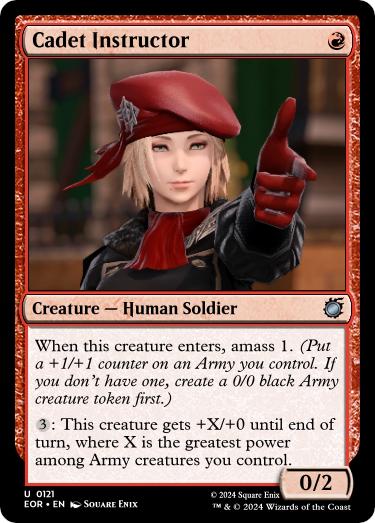 Cadet Instructor
Creature — Human Soldier
When this creature enters, amass 1. (Put
a +1/+1 counter on an Army you control. If
you don't have one, create a 0/0 black Army
creature token first.)
3: This creature gets +X/+0 until end of
turn, where X is the greatest power
among Army creatures you control.
0/2
U 0121
EOR • EN SQUARE ENIX
© 2024 Square Enix
™ & © 2024 Wizards of the Coast